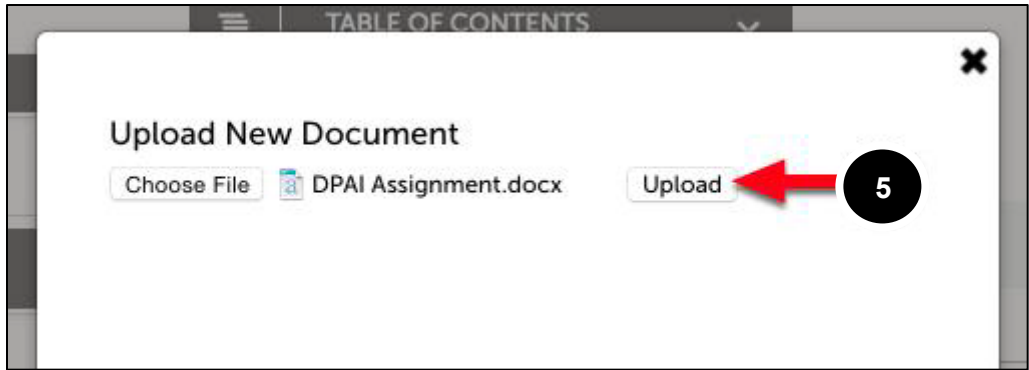 TABLE OF CONTENTS
Upload New Document
Choose File DPAI Assignment.docx Upload 5